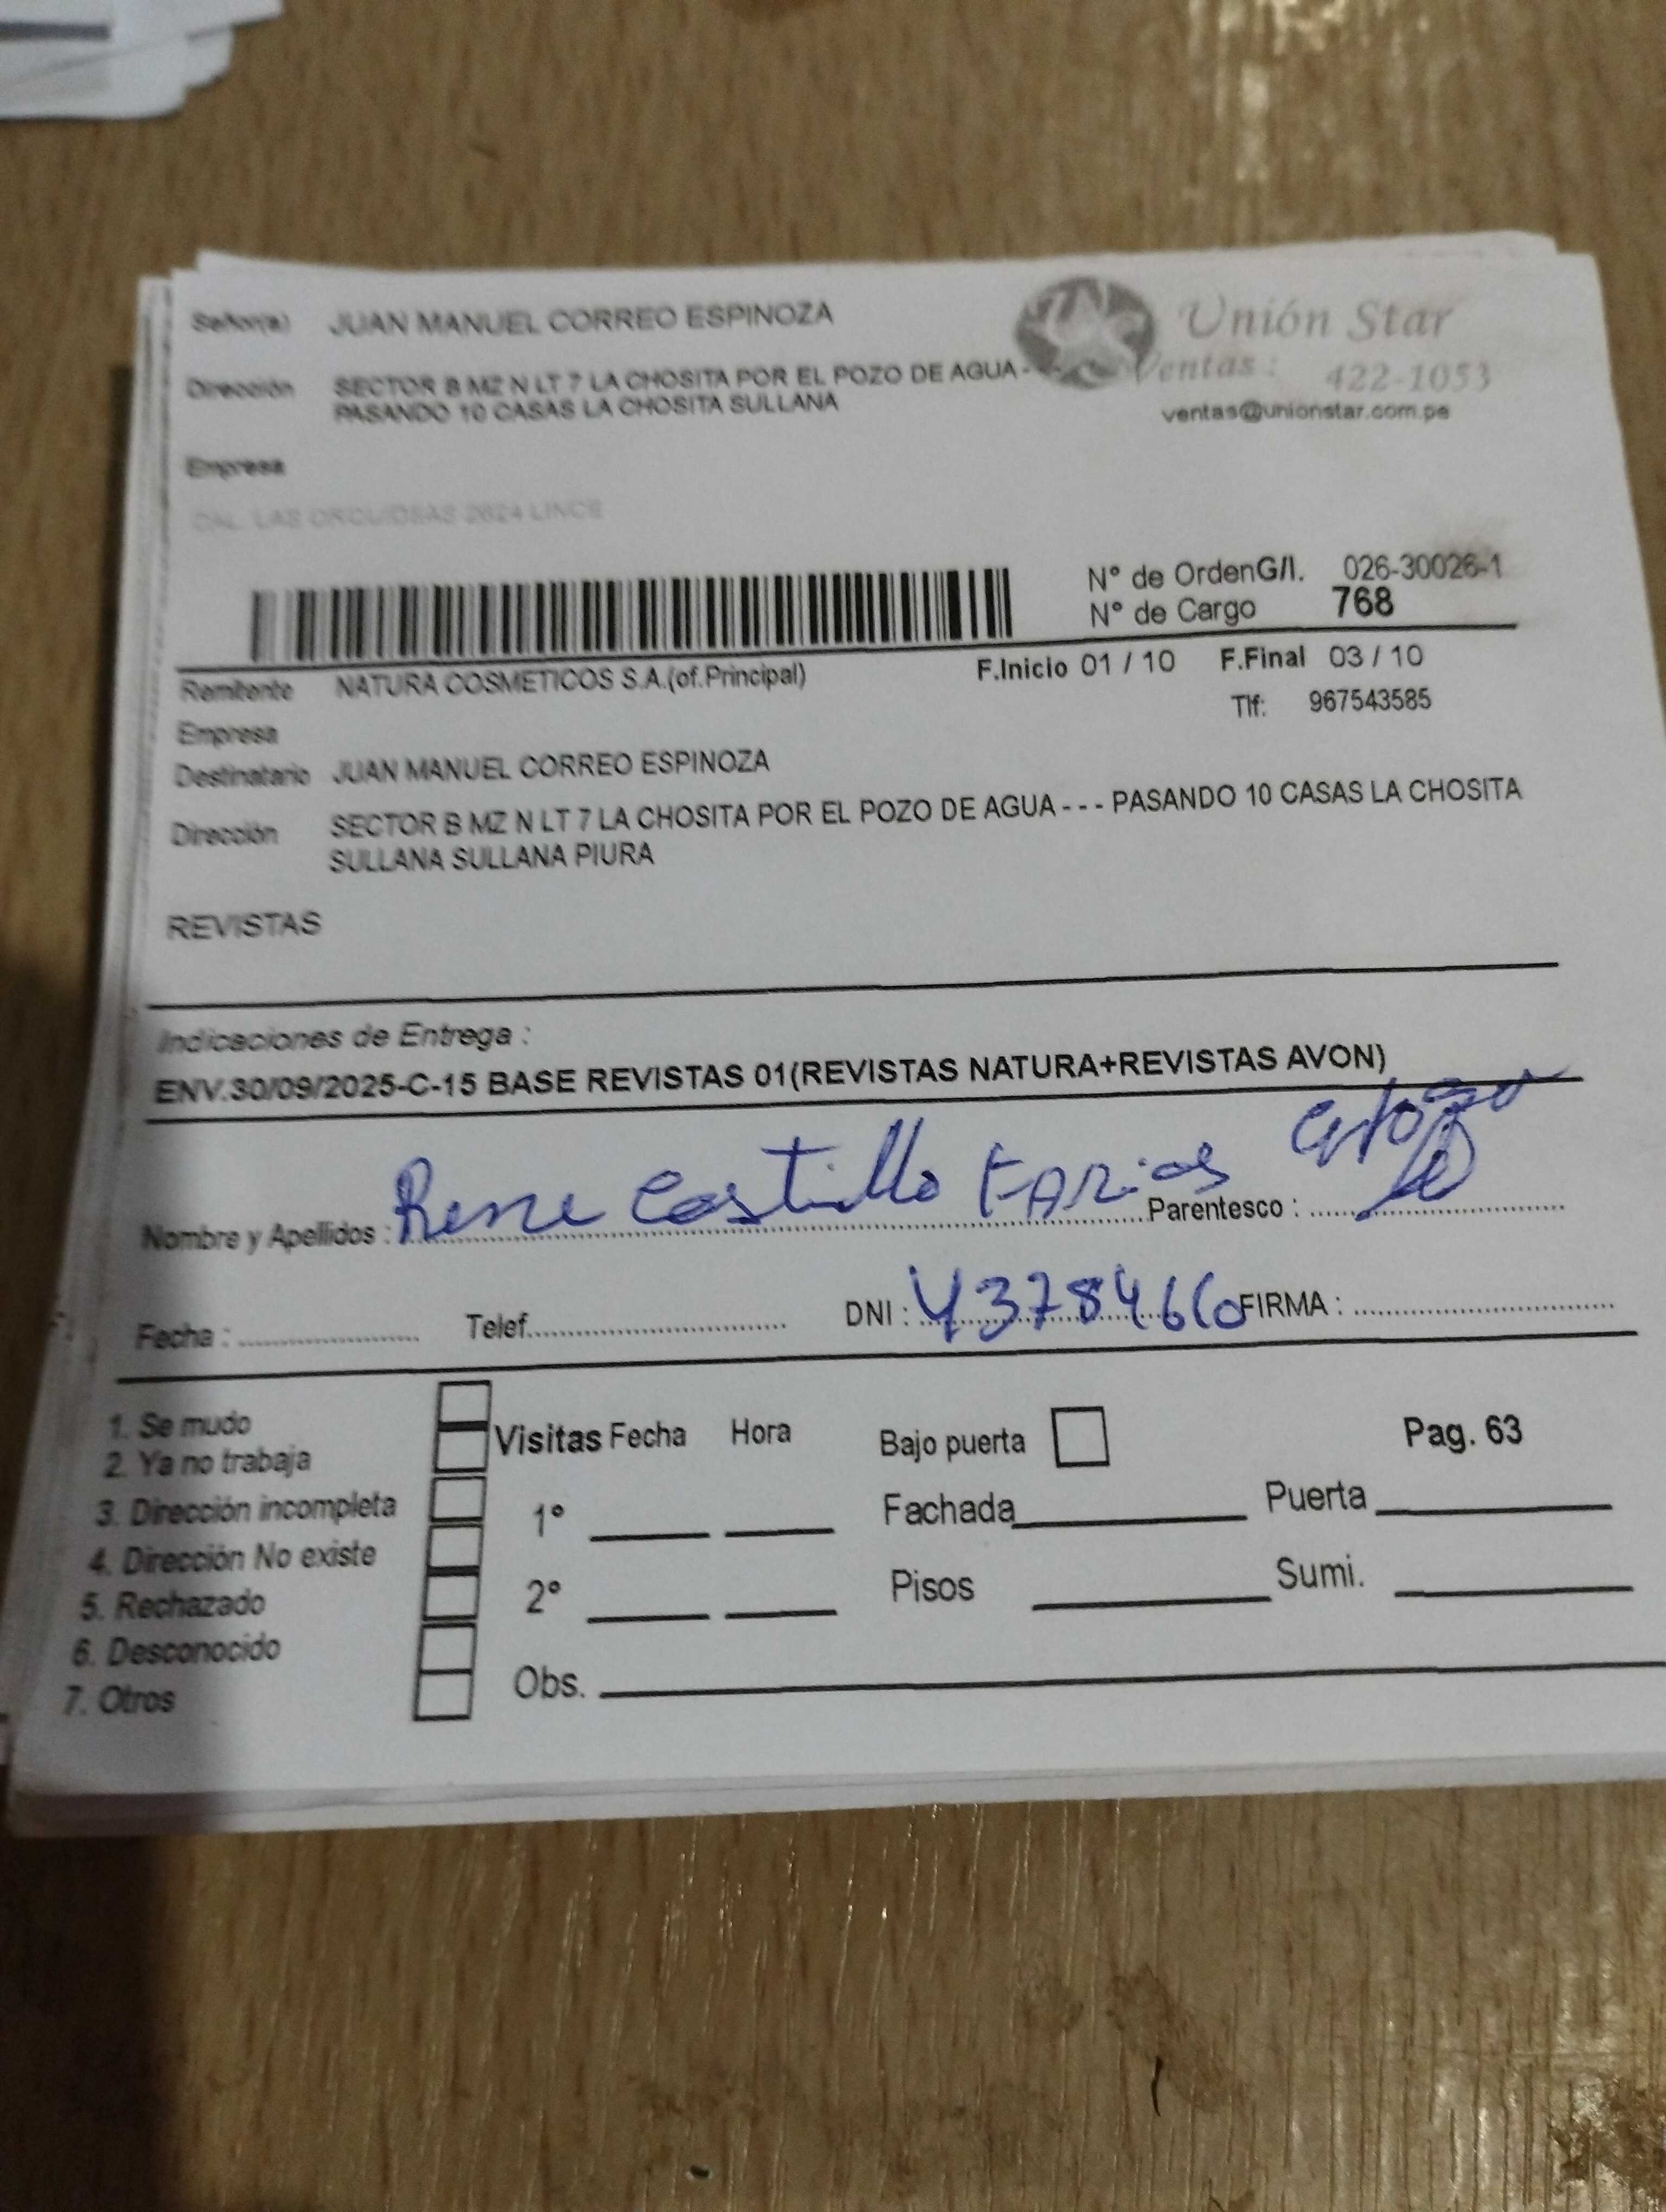 Señor(a) JUAN MANUEL CORREO ESPINOZA
Unión Star
Dirección SECTOR B MZ N LT 7 LA CHOSITA POR EL POZO DE AGUA -
Ventas : 422-1053
PASANDO 10 CASAS LA CHOSITA SULLANA
ventas@unionstar.com.pe
Empresa
CAL. LAS ORQUIDEAS 2624 LINCE
N° de OrdenG/I. 026-30026-1
N° de Cargo 768
Remitente NATURA COSMETICOS S.A.(of.Principal)
F.Inicio 01 / 10 F.Final 03 / 10
Tlf: 967543585
Empresa
Destinatario JUAN MANUEL CORREO ESPINOZA
Dirección SECTOR B MZ N LT 7 LA CHOSITA POR EL POZO DE AGUA - - - PASANDO 10 CASAS LA CHOSITA
SULLANA SULLANA PIURA
REVISTAS
Indicaciones de Entrega :
ENV.30/09/2025-C-15 BASE REVISTAS 01(REVISTAS NATURA+REVISTAS AVON)
Nombre y Apellidos : Rene Castillo FARias Parentesco :
Fecha : Telef. DNI : 43784660 FIRMA :
1. Se mudo
2. Ya no trabaja
3. Dirección incompleta
4. Dirección No existe
5. Rechazado
6. Desconocido
7. Otros
Visitas Fecha Hora Bajo puerta Pag. 63
1° Fachada Puerta
2° Pisos Sumi.
Obs.